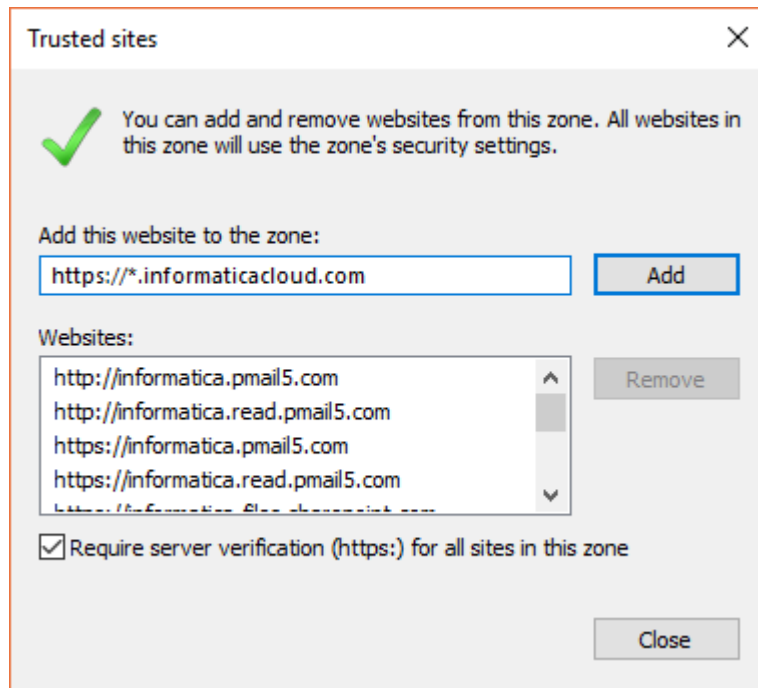 Trusted sites
You can add and remove websites from this zone. All websites in
this zone will use the zone's security settings.
Add this website to the zone:
https://*.informaticacloud.com
Add
Websites:
http://informatica.pmail5.com
Remove
http://informatica.read.pmail5.com
https://informatica.pmail5.com
https://informatica.read.pmail5.com
Require server verification (https:) for all sites in this zone
Close